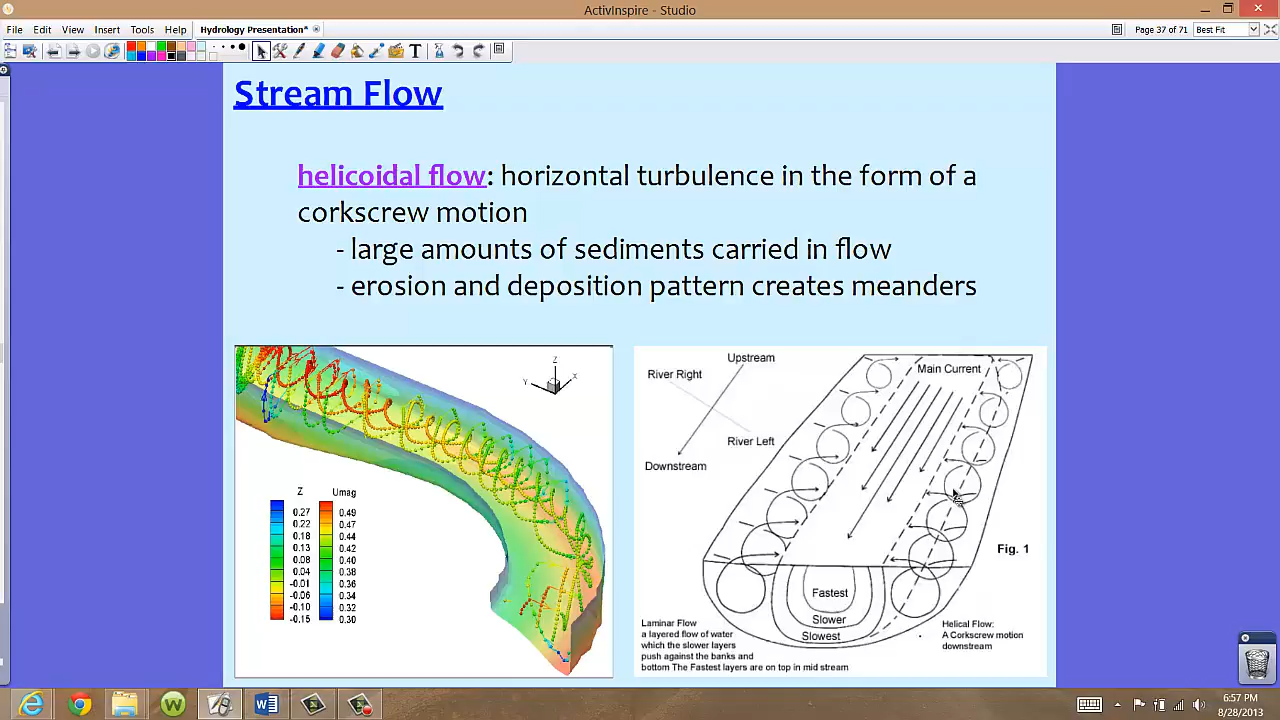 ActivInspire - Studio
File Edit View Insert Tools Help Hydrology Presentation* Page 37 of 71 Best Fit
Stream Flow
helicoidal flow: horizontal turbulence in the form of a
corkscrew motion
- large amounts of sediments carried in flow
- erosion and deposition pattern creates meanders
Z
Y X
Z Umag
0.27 0.49
0.22 0.47
0.18 0.44
0.13 0.42
0.08 0.40
0.04 0.38
-0.01 0.36
-0.06 0.34
-0.10 0.32
-0.15 0.30
Upstream
River Right
River Left
Downstream
Main Current
Fig. 1
Fastest
Slower
Slowest
Laminar Flow
a layered flow of water
which the slower layers
push against the banks and
bottom The Fastest layers are on top in mid stream
Helical Flow:
A Corkscrew motion
downstream
6:57 PM
8/28/2013